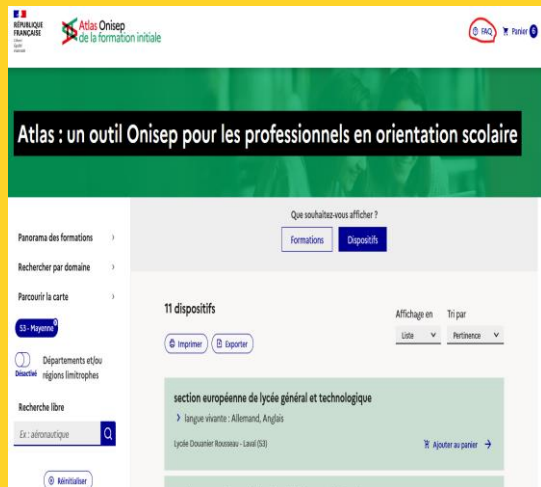 RÉPUBLIQUE
FRANÇAISE
Atlas Onisep
de la formation initiale
FAQ
Panier
Atlas : un outil Onisep pour les professionnels en orientation scolaire
Que souhaitez-vous afficher ?
Formations
Dispositifs
Panorama des formations
Rechercher par domaine
Parcourir la carte
53 - Mayenne
Désactivé
Départements et/ou
régions limitrophes
Recherche libre
Ex : aéronautique
Réinitialiser
11 dispositifs
Imprimer
Exporter
Affichage en
Tri par
Liste
Pertinence
section européenne de lycée général et technologique
langue vivante : Allemand, Anglais
Lycée Douanier Rousseau - Laval (53)
Ajouter au panier